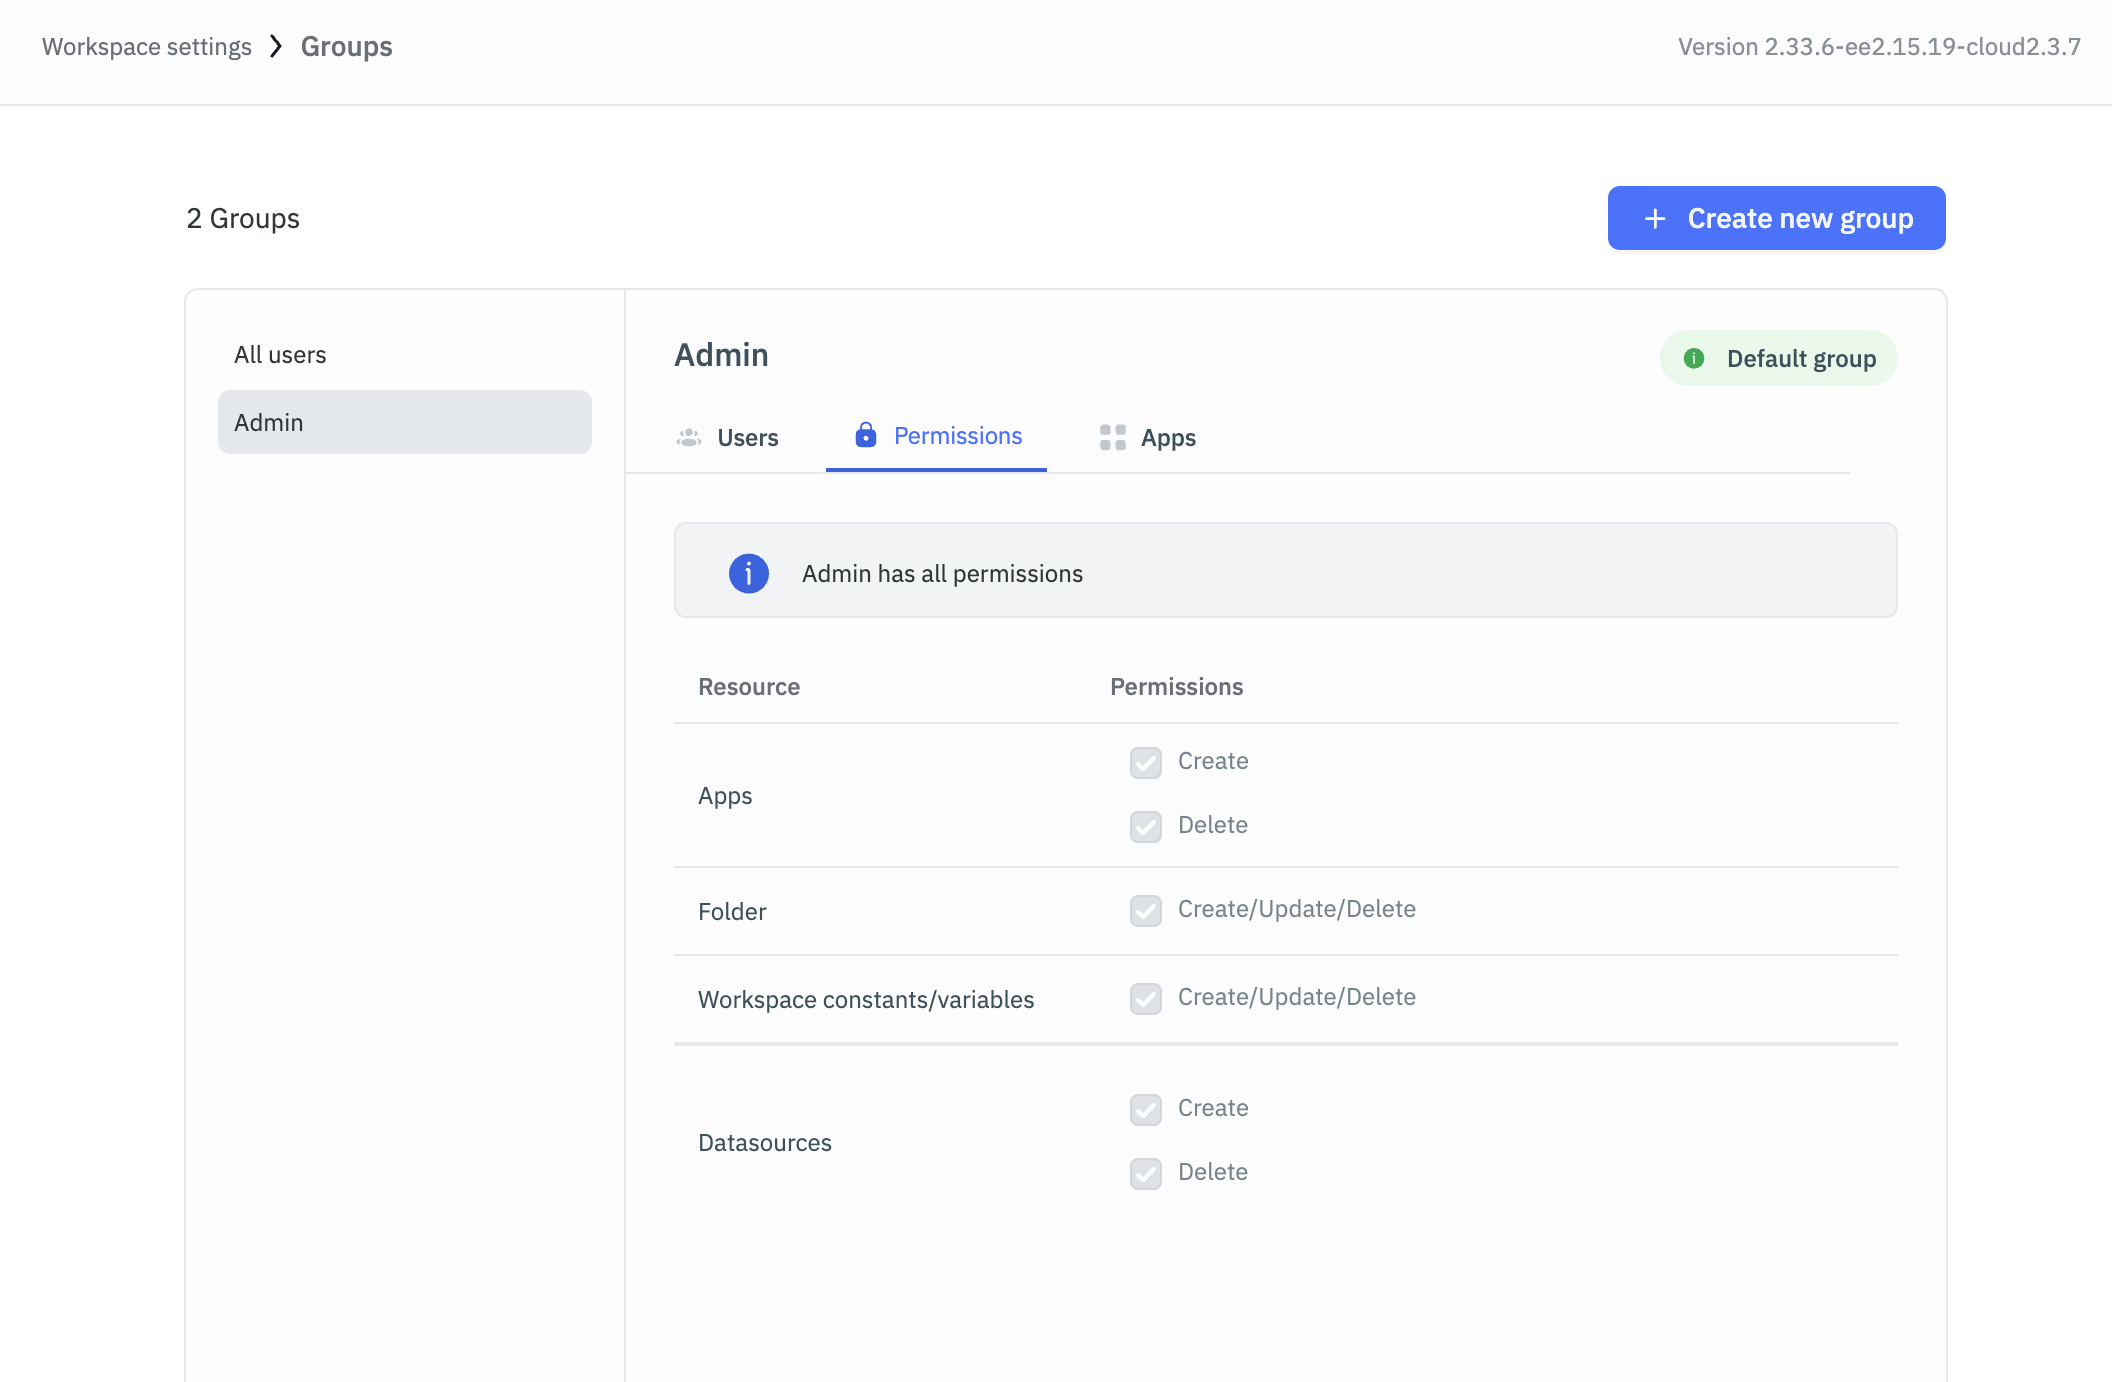 Workspace settings > Groups
Version 2.33.6-ee2.15.19-cloud2.3.7
2 Groups
+ Create new group
All users
Admin
Admin
Default group
Users
Permissions
Apps
Admin has all permissions
Resource
Permissions
Apps
Create
Delete
Folder
Create/Update/Delete
Workspace constants/variables
Create/Update/Delete
Datasources
Create
Delete